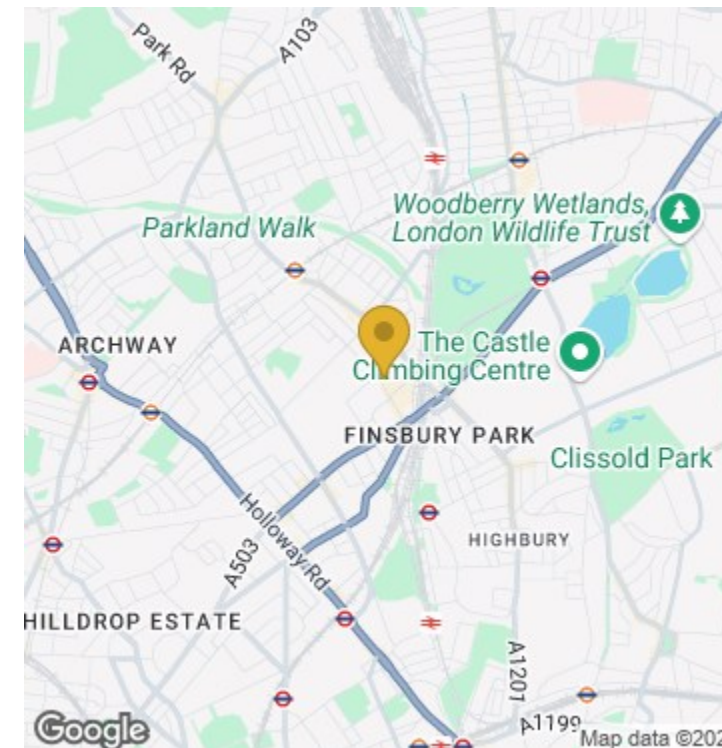 Park Rd
A103
Woodberry Wetlands,
London Wildlife Trust
Parkland Walk
ARCHWAY
The Castle
Climbing Centre
FINSBURY PARK
Clissold Park
Holloway Rd
A503
HIGHBURY
HILLDROP ESTATE
A1201
A1199
Google
Map data ©202